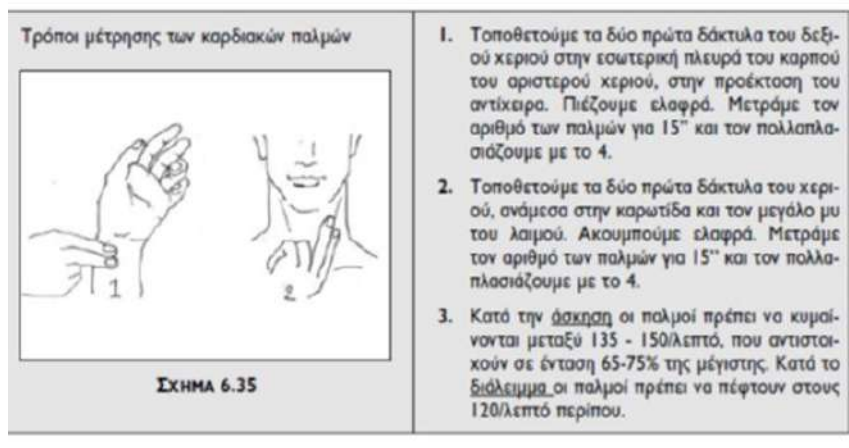 Τρόποι μέτρησης των καρδιακών παλμών
1
2
ΣΧΗΜΑ 6.35
1. Τοποθετούμε τα δύο πρώτα δάκτυλα του δεξι-
ού χεριού στην εσωτερική πλευρά του καρπού
του αριστερού χεριού, στην προέκταση του
αντίχειρα. Πιέζουμε ελαφρά. Μετράμε τον
αριθμό των παλμών για 15" και τον πολλαπλα-
σιάζουμε με το 4.
2. Τοποθετούμε τα δύο πρώτα δάκτυλα του χερι-
ού, ανάμεσα στην καρωτίδα και τον μεγάλο μυ
του λαιμού. Ακουμπούμε ελαφρά. Μετράμε
τον αριθμό των παλμών για 15" και τον πολλα-
πλασιάζουμε με το 4.
3. Κατά την άσκηση οι παλμοί πρέπει να κυμαί-
νονται μεταξύ 135 - 150/λεπτό, που αντιστοι-
χούν σε ένταση 65-75% της μέγιστης. Κατά το
διάλειμμα οι παλμοί πρέπει να πέφτουν στους
120/λεπτό περίπου.